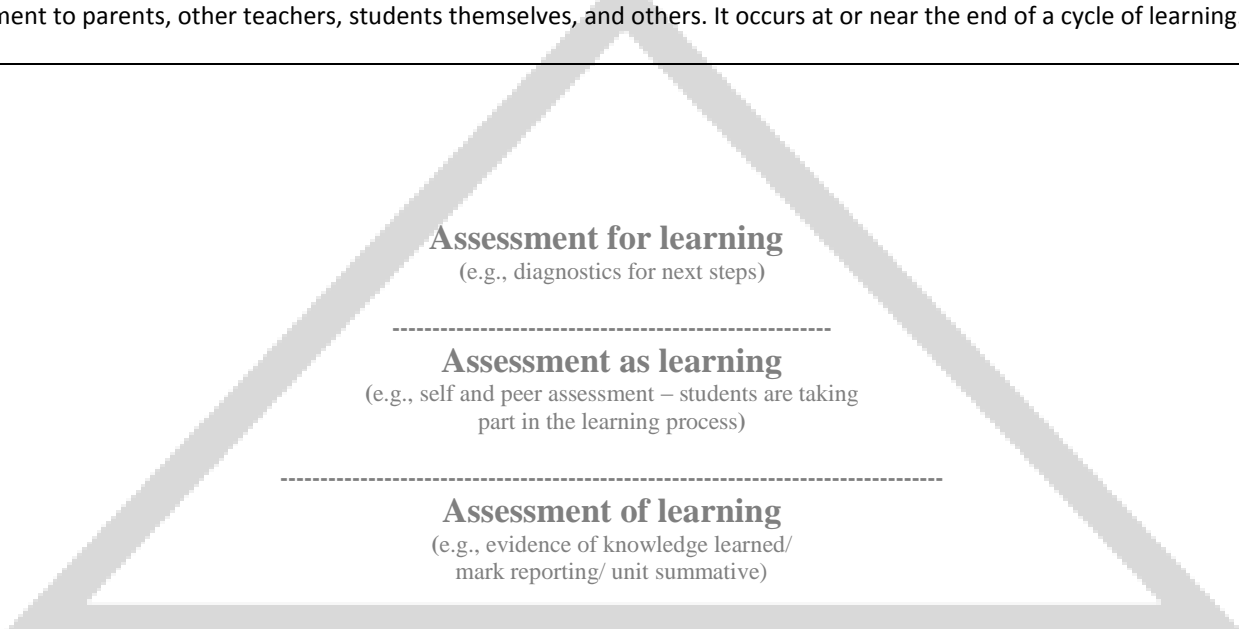 ment to parents, other teachers, students themselves, and others. It occurs at or near the end of a cycle of learning
Assessment for learning
(e.g., diagnostics for next steps)
-------------------------------------------------------
Assessment as learning
(e.g., self and peer assessment – students are taking
part in the learning process)
-----------------------------------------------------------------------------------
Assessment of learning
(e.g., evidence of knowledge learned/
mark reporting/ unit summative)